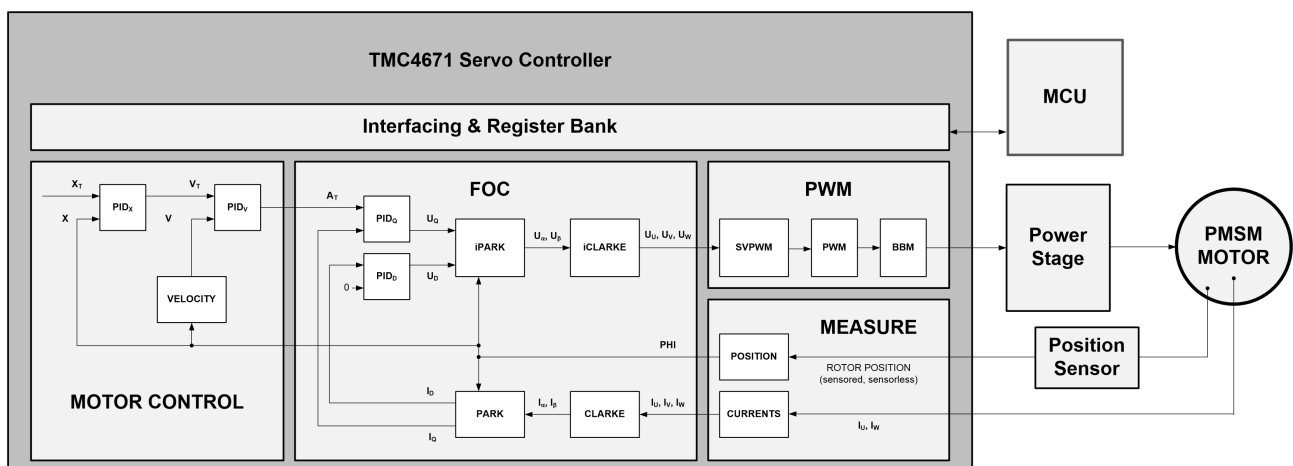 TMC4671 Servo Controller
MCU
Interfacing & Register Bank
X_T
V_T
X
V
PID_X
PID_V
VELOCITY
MOTOR CONTROL
FOC
A_T
PID_Q
U_Q
PID_D
U_D
0
iPARK
U_α, U_β
iCLARKE
U_U, U_V, U_W
PHI
I_D
I_Q
PARK
I_α, I_β
CLARKE
I_U, I_V, I_W
PWM
SVPWM
PWM
BBM
MEASURE
POSITION
ROTOR POSITION
(sensored, sensorless)
CURRENTS
I_U, I_W
Power
Stage
PMSM
MOTOR
Position
Sensor